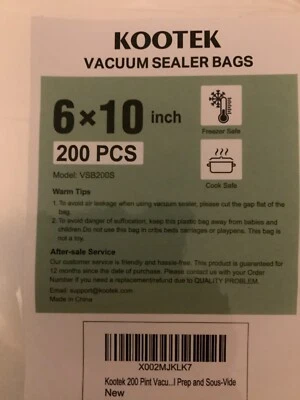 KOOTEK
VACUUM SEALER BAGS
6×10 inch
200 PCS
Freezer Safe
Cook Safe
Model: VSB200S
Warm Tips
1. To avoid air leakage when using vacuum sealer, please cut the gap flat of the
bag.
2. To avoid danger of suffocation, keep this plastic bag away from babies and
children.Do not use this bag in cribs beds carriages or playpens. This bag is
not a toy.
After-sale Service
Our customer service is friendly and hassle-free. This product is guaranteed for
12 months since the date of purchase. Please contact us with your Order
Number if you need a replacement/refund due to QUALITY PROBLEM.
Email: support@kootek.com
Made in China
X002MJKLK7
Kootek 200 Pint Vacu...l Prep and Sous-Vide
New